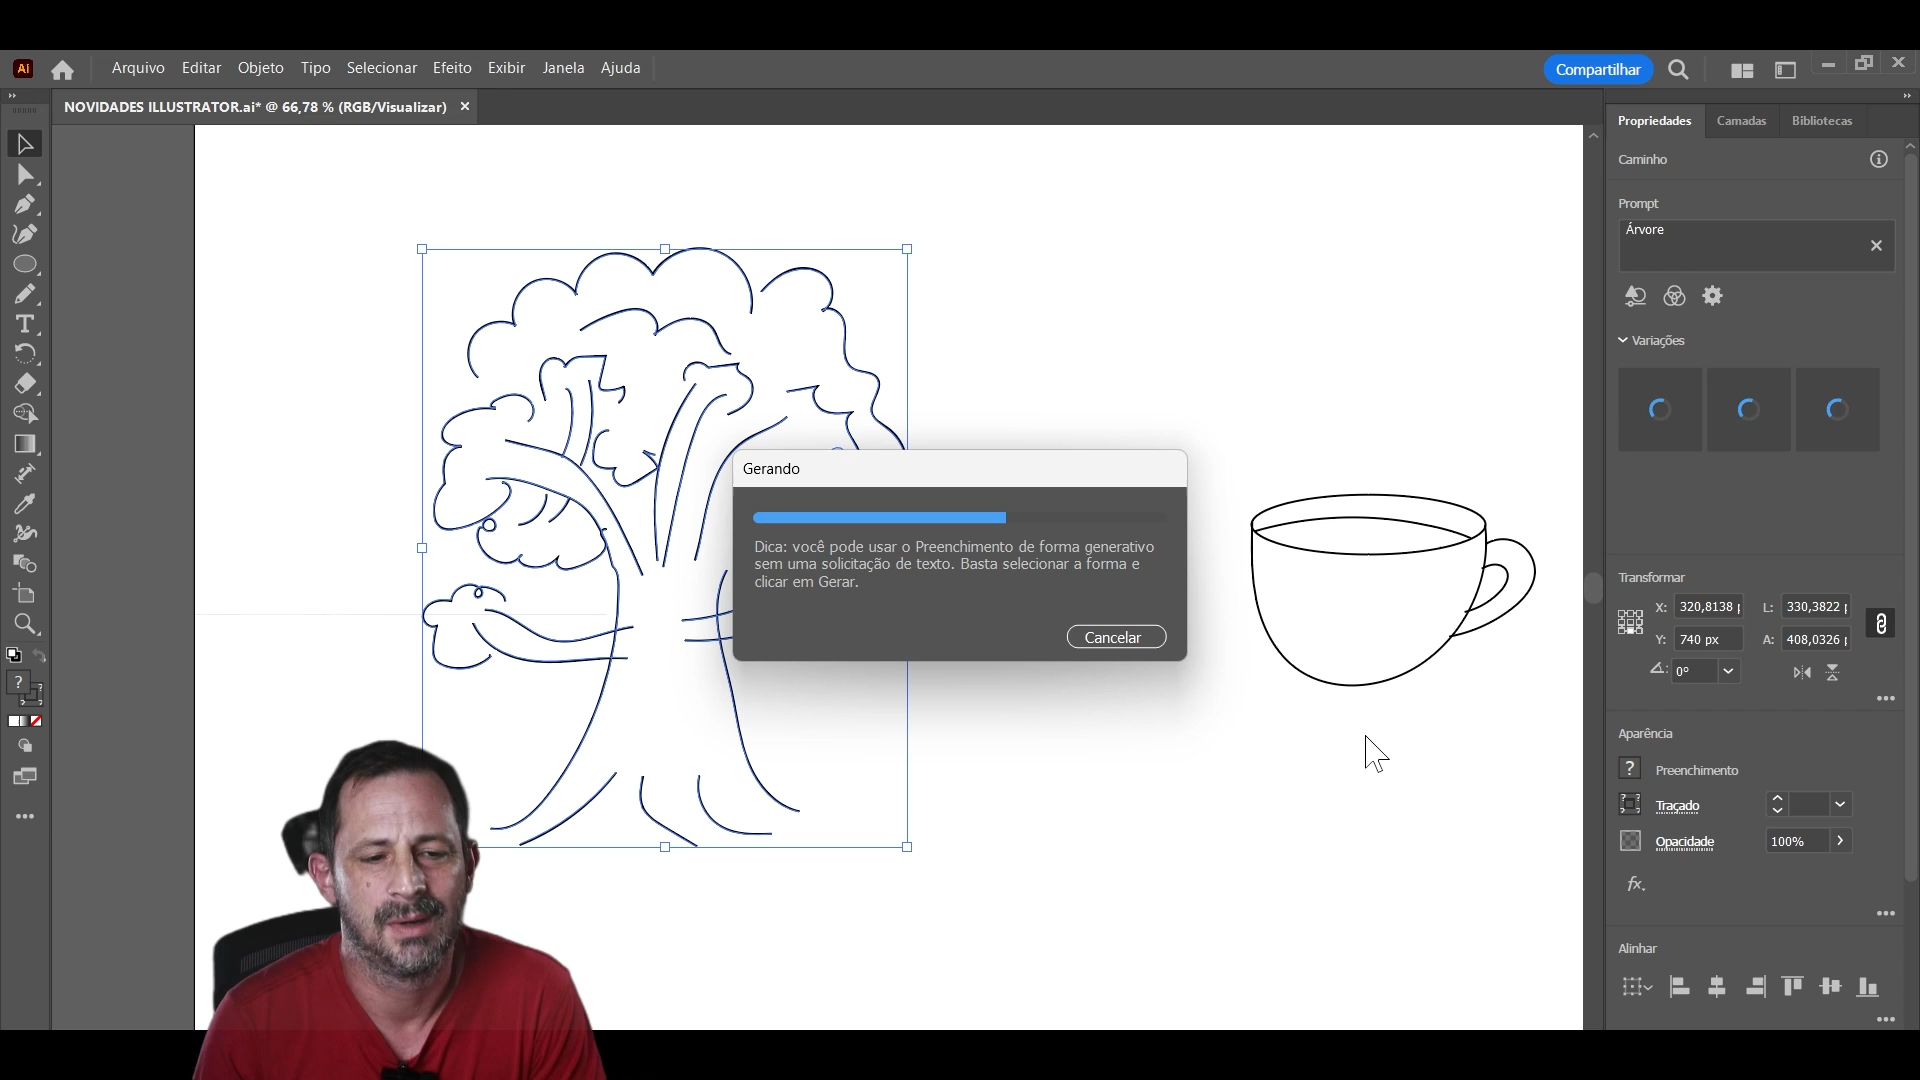 Ai
Arquivo Editar Objeto Tipo Selecionar Efeito Exibir Janela Ajuda
Compartilhar
NOVIDADES ILLUSTRATOR.ai* @ 66,78 % (RGB/Visualizar)
Propriedades Camadas Bibliotecas
Caminho
Prompt
Árvore
Variações
Gerando
Dica: você pode usar o Preenchimento de forma generativo
sem uma solicitação de texto. Basta selecionar a forma e
clicar em Gerar.
Cancelar
Transformar
X: 320,8138 L: 330,3822
Y: 740 px A: 408,0326
0°
Aparência
? Preenchimento
Traçado
Opacidade 100%
fx.
Alinhar